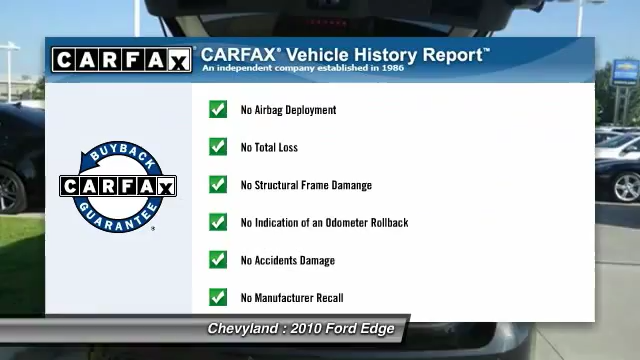 CARFAX
CARFAX Vehicle History Report™
An independent company established in 1986
No Airbag Deployment
No Total Loss
No Structural Frame Damange
No Indication of an Odometer Rollback
No Accidents Damage
No Manufacturer Recall
BUYBACK
CARFAX
GUARANTEE®
Chevyland : 2010 Ford Edge